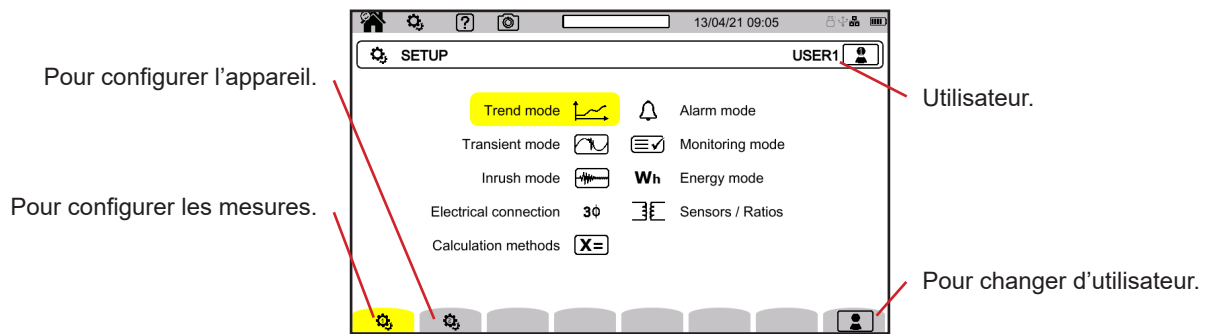 13/04/21 09:05
SETUP
USER1
Pour configurer l'appareil.
Utilisateur.
Trend mode
Alarm mode
Transient mode
Monitoring mode
Inrush mode
Wh Energy mode
Pour configurer les mesures.
Electrical connection 3ϕ
Sensors / Ratios
Calculation methods X=
Pour changer d'utilisateur.